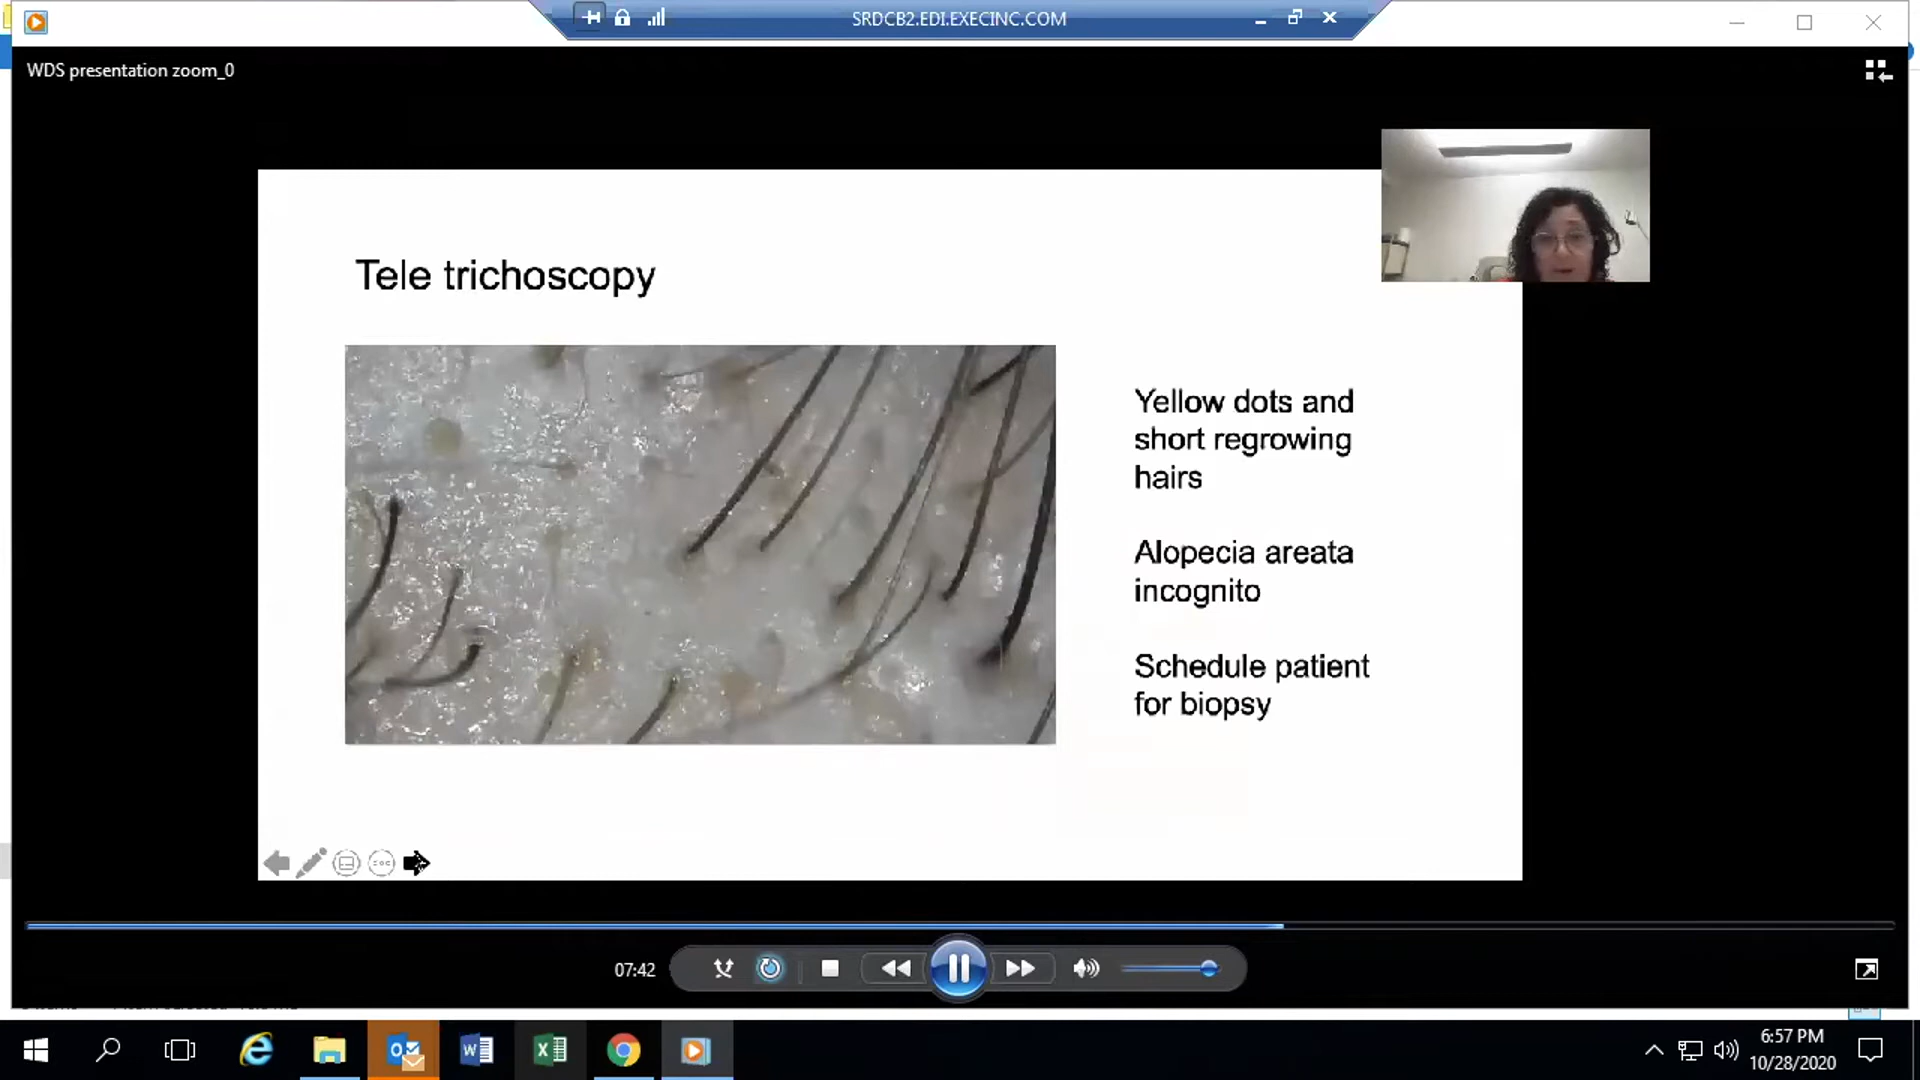 SRDCB2.EDI.EXECINC.COM
WDS presentation zoom_0
Tele trichoscopy
Yellow dots and
short regrowing
hairs
Alopecia areata
incognito
Schedule patient
for biopsy
07:42
6:57 PM
10/28/2020